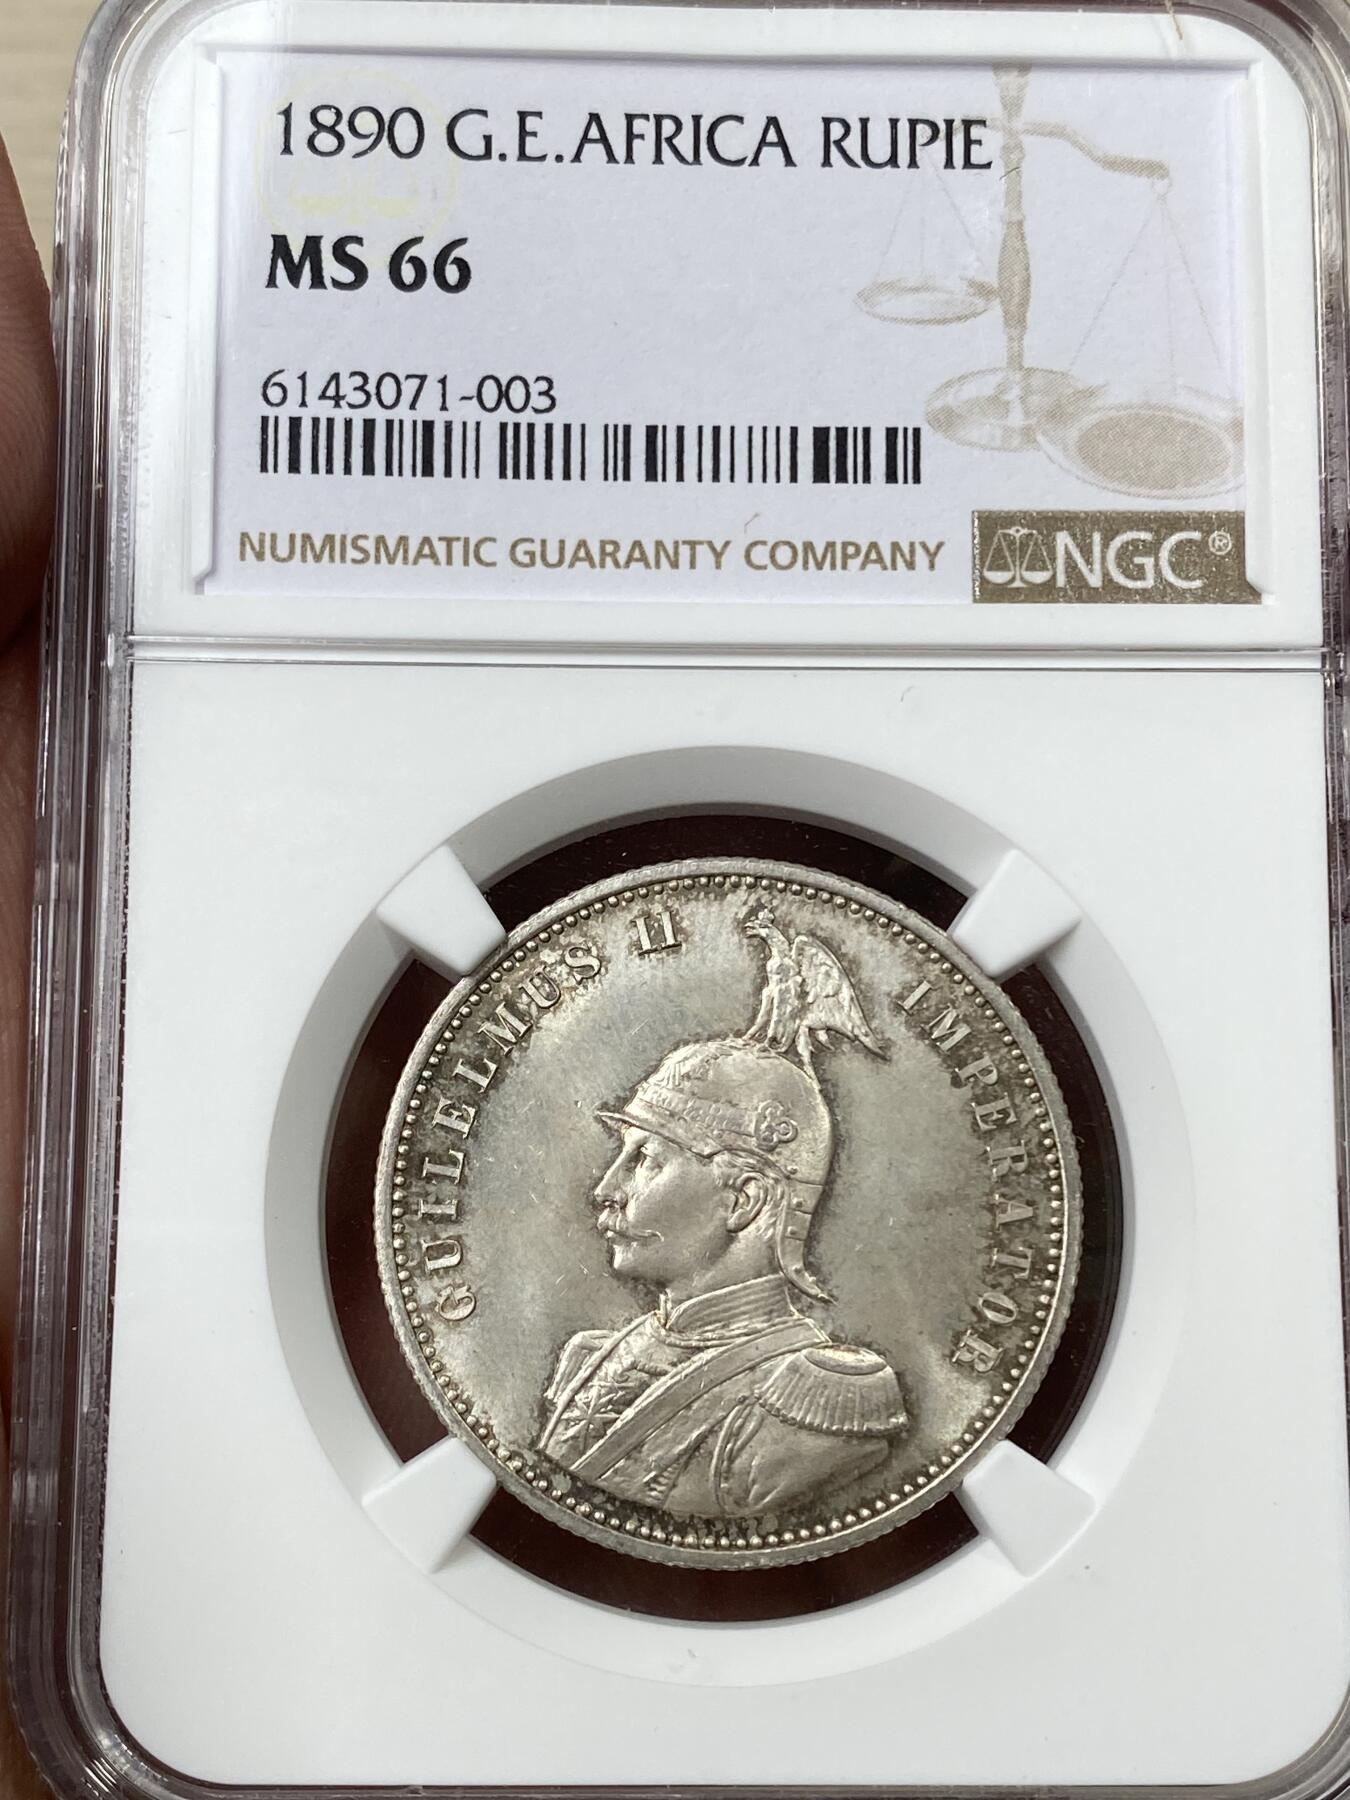 1890 G.E.AFRICA RUPIE
MS 66
6143071-003
NUMISMATIC GUARANTY COMPANY
NGC®
GUILELMUS II IMPERATOR